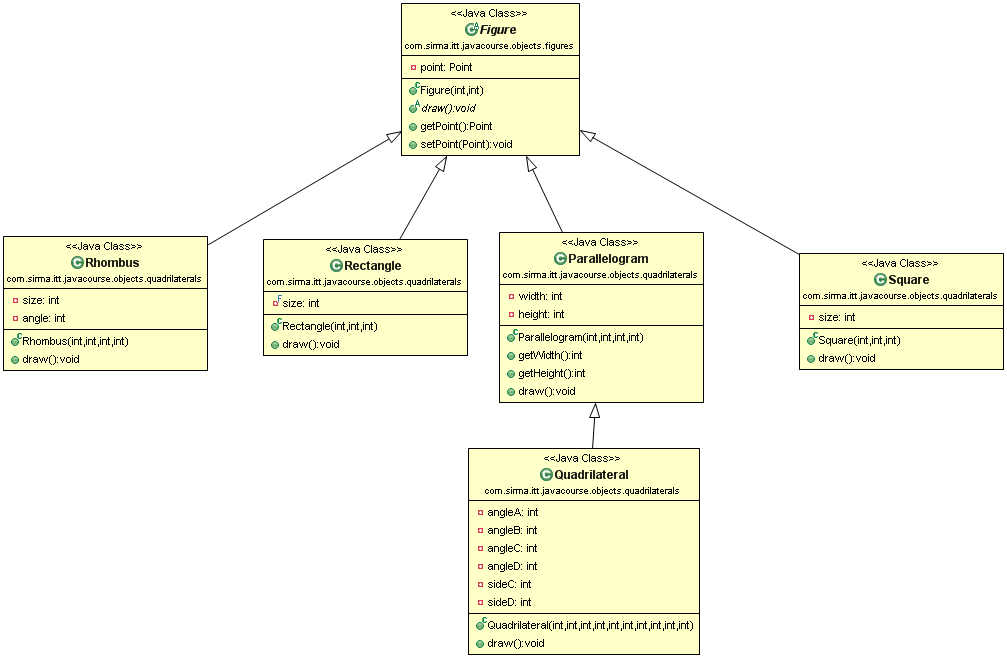 <<Java Class>>
Figure
com.sirma.itt.javacourse.objects.figures
point: Point
Figure(int,int)
draw():void
getPoint():Point
setPoint(Point):void
<<Java Class>>
Rhombus
com.sirma.itt.javacourse.objects.quadrilaterals
size: int
angle: int
Rhombus(int,int,int,int)
draw():void
<<Java Class>>
Rectangle
com.sirma.itt.javacourse.objects.quadrilaterals
size: int
Rectangle(int,int,int)
draw():void
<<Java Class>>
Parallelogram
com.sirma.itt.javacourse.objects.quadrilaterals
width: int
height: int
Parallelogram(int,int,int,int)
getWidth():int
getHeight():int
draw():void
<<Java Class>>
Square
com.sirma.itt.javacourse.objects.quadrilaterals
size: int
Square(int,int,int)
draw():void
<<Java Class>>
Quadrilateral
com.sirma.itt.javacourse.objects.quadrilaterals
angleA: int
angleB: int
angleC: int
angleD: int
sideC: int
sideD: int
Quadrilateral(int,int,int,int,int,int,int,int,int,int)
draw():void